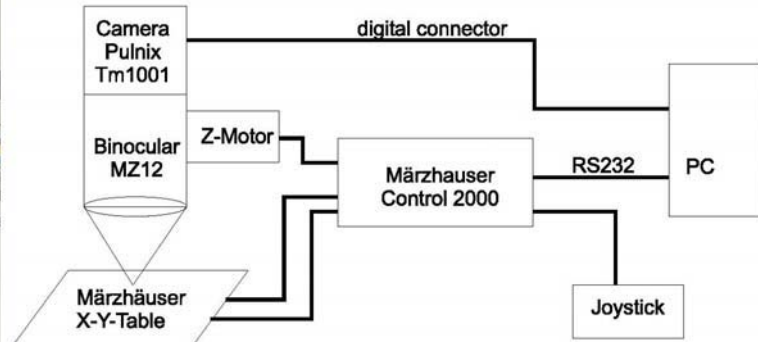 Camera
Pulnix
Tm1001
digital connector
Binocular
MZ12
Z-Motor
Märzhauser
Control 2000
RS232
PC
Märzhäuser
X-Y-Table
Joystick